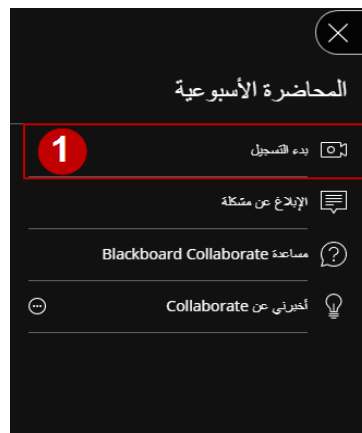 المحاضرة الأسبوعية
بدء التسجيل
1
الإبلاغ عن مشكلة
مساعدة Blackboard Collaborate
أخبرني عن Collaborate